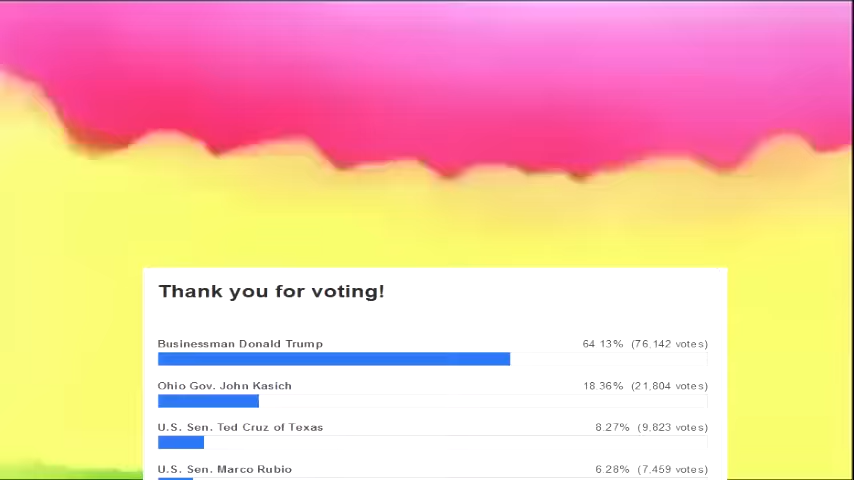 Thank you for voting!
Businessman Donald Trump 64.13% (76,142 votes)
Ohio Gov. John Kasich 18.36% (21,804 votes)
U.S. Sen. Ted Cruz of Texas 8.27% (9,823 votes)
U.S. Sen. Marco Rubio 6.28% (7,459 votes)